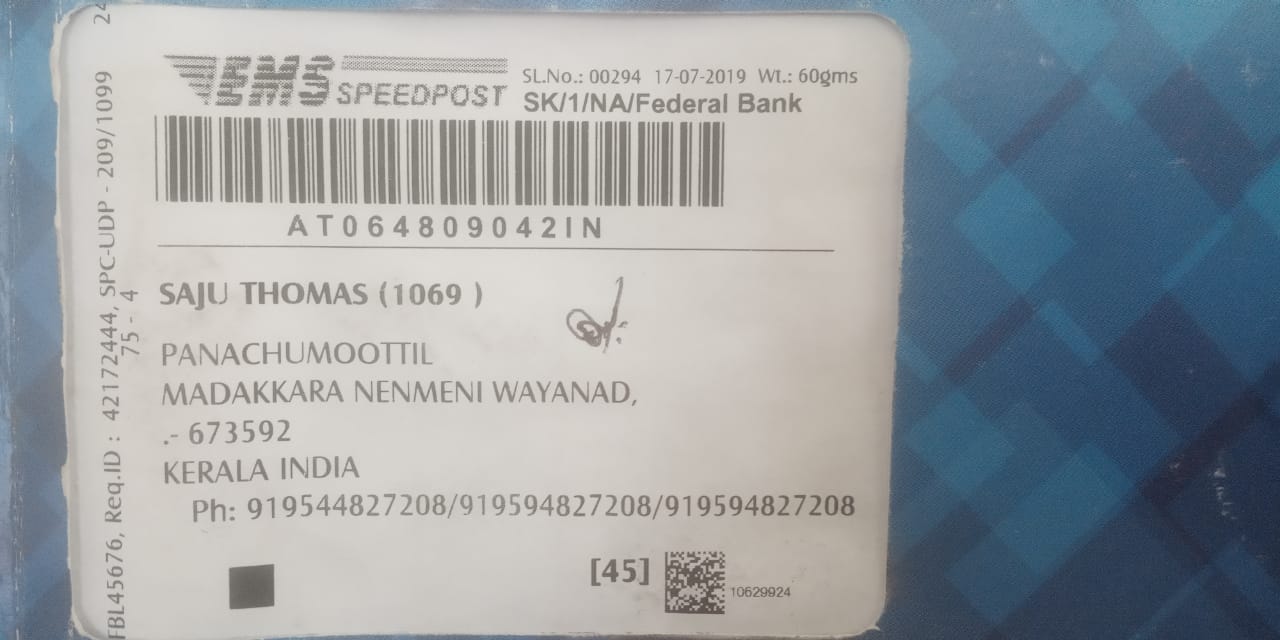 EMS SPEEDPOST
SL.No.: 00294 17-07-2019 Wt.: 60gms
SK/1/NA/Federal Bank
AT064809042IN
SAJU THOMAS (1069 )
PANACHUMOOTTIL
MADAKKARA NENMENI WAYANAD,
.- 673592
KERALA INDIA
Ph: 919544827208/919594827208/919594827208
[45]
10629924
FBL45676, Req.ID : 42172444, SPC-UDP - 209/1099 24
75 - 4